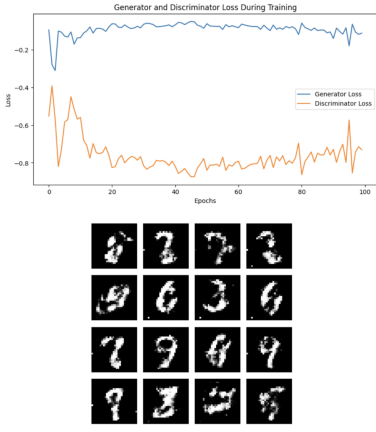 Generator and Discriminator Loss During Training
Loss
−0.2
−0.4
−0.6
−0.8
Generator Loss
Discriminator Loss
0
20
40
60
80
100
Epochs